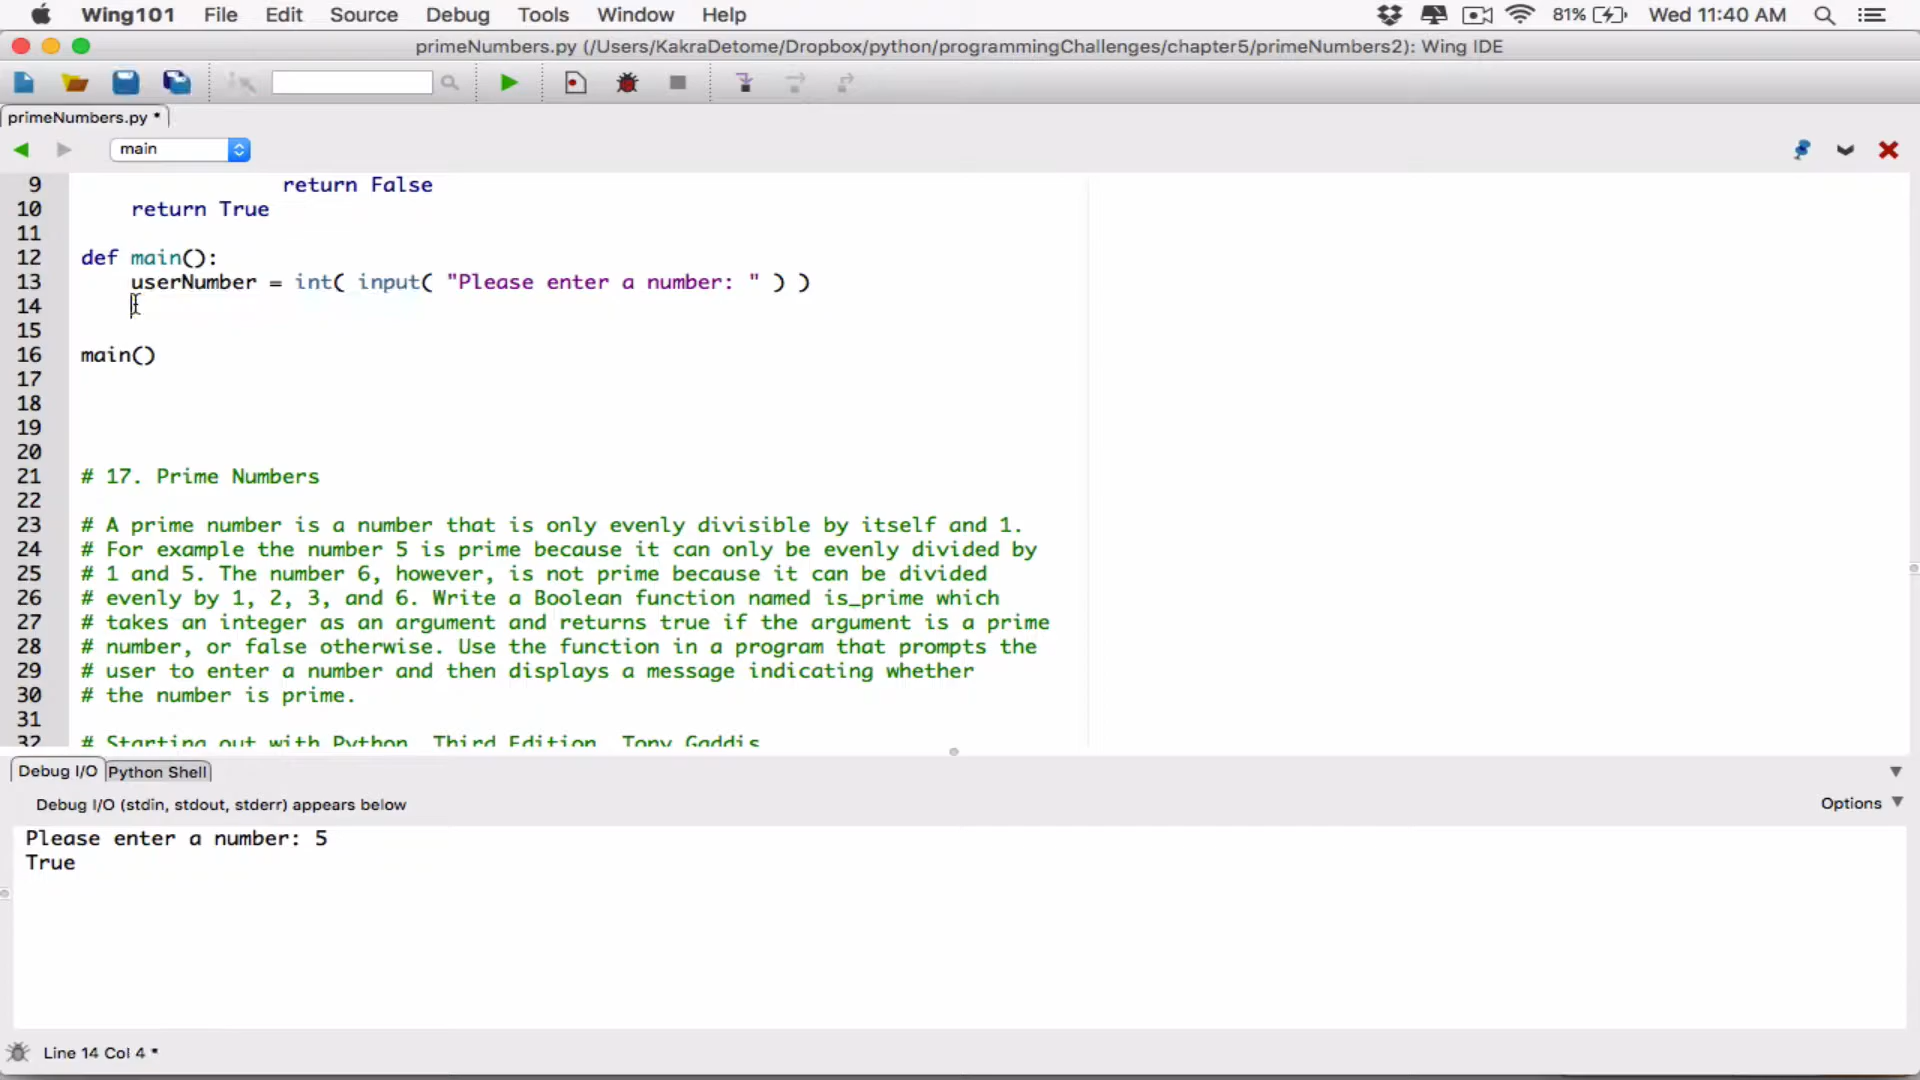 Wing101 File Edit Source Debug Tools Window Help 81% Wed 11:40 AM
primeNumbers.py (/Users/KakraDetome/Dropbox/python/programmingChallenges/chapter5/primeNumbers2): Wing IDE
primeNumbers.py *
main
9 return False
10 return True
11
12 def main():
13 userNumber = int( input( "Please enter a number: " ) )
14
15
16 main()
17
18
19
20
21 # 17. Prime Numbers
22
23 # A prime number is a number that is only evenly divisible by itself and 1.
24 # For example the number 5 is prime because it can only be evenly divided by
25 # 1 and 5. The number 6, however, is not prime because it can be divided
26 # evenly by 1, 2, 3, and 6. Write a Boolean function named is_prime which
27 # takes an integer as an argument and returns true if the argument is a prime
28 # number, or false otherwise. Use the function in a program that prompts the
29 # user to enter a number and then displays a message indicating whether
30 # the number is prime.
31
32 # Starting out with Python, Third Edition, Tony Gaddis
Debug I/O Python Shell
Debug I/O (stdin, stdout, stderr) appears below Options
Please enter a number: 5
True
Line 14 Col 4 *